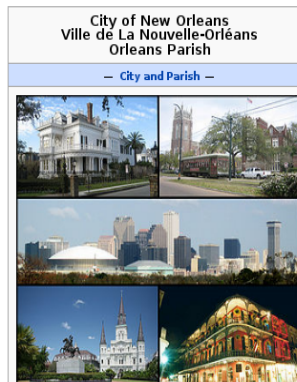 City of New Orleans
Ville de La Nouvelle-Orléans
Orleans Parish
— City and Parish —